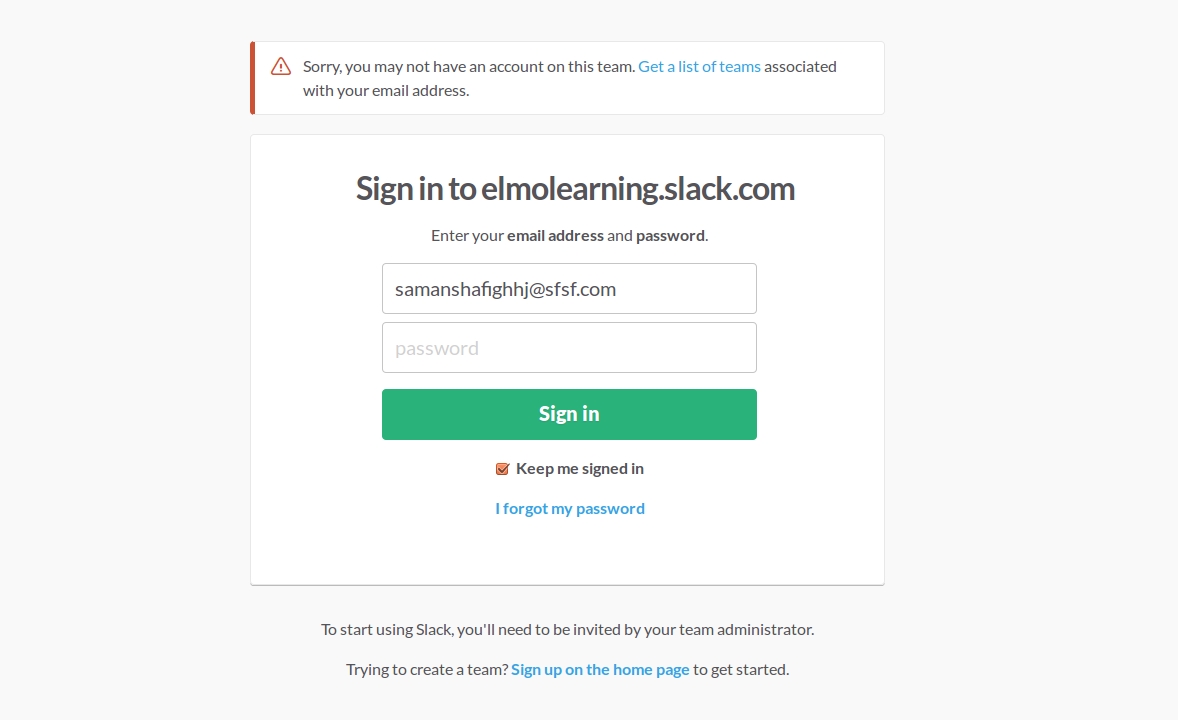 Sorry, you may not have an account on this team. Get a list of teams associated
with your email address.
Sign in to elmolearning.slack.com
Enter your email address and password.
samanshafighhj@sfsf.com
password
Sign in
Keep me signed in
I forgot my password
To start using Slack, you'll need to be invited by your team administrator.
Trying to create a team? Sign up on the home page to get started.